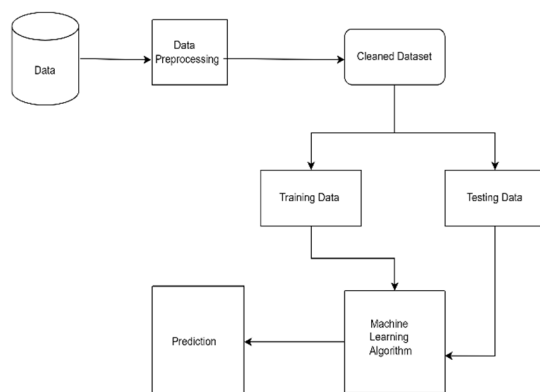 Data
Data
Preprocessing
Cleaned Dataset
Training Data
Testing Data
Prediction
Machine
Learning
Algorithm